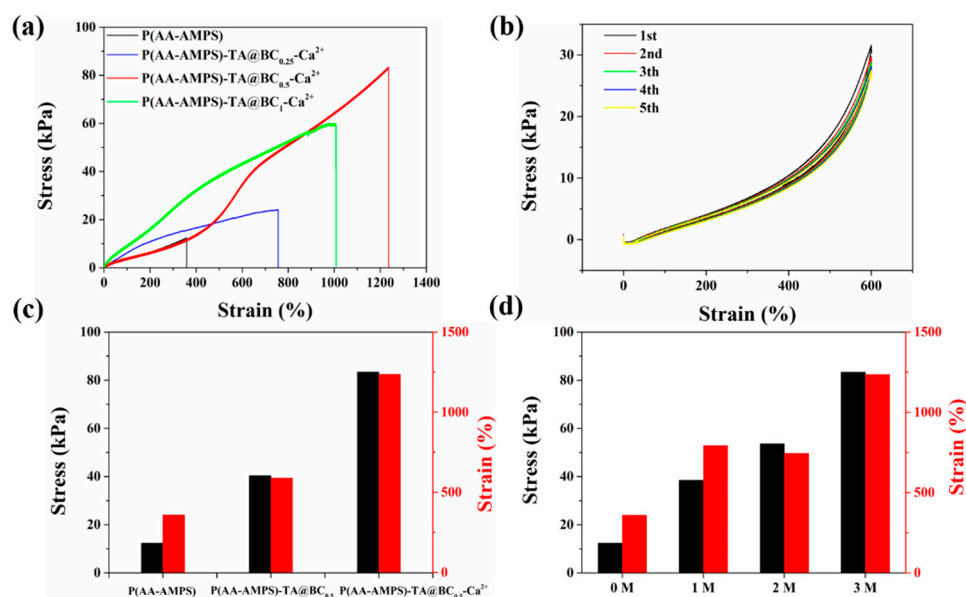 (a)
100
80
60
40
20
0
Stress (kPa)
P(AA-AMPS)
P(AA-AMPS)-TA@BC0.25-Ca2+
P(AA-AMPS)-TA@BC0.5-Ca2+
P(AA-AMPS)-TA@BC1-Ca2+
0 200 400 600 800 1000 1200 1400
Strain (%)
(b)
30
20
10
0
Stress (kPa)
1st
2nd
3th
4th
5th
0 200 400 600
Strain (%)
(c)
100
80
60
40
20
0
Stress (kPa)
1500
1000
500
0
Strain (%)
P(AA-AMPS) P(AA-AMPS)-TA@BC0.5 P(AA-AMPS)-TA@BC0.5-Ca2+
(d)
100
80
60
40
20
0
Stress (kPa)
1500
1000
500
0
Strain (%)
0 M 1 M 2 M 3 M